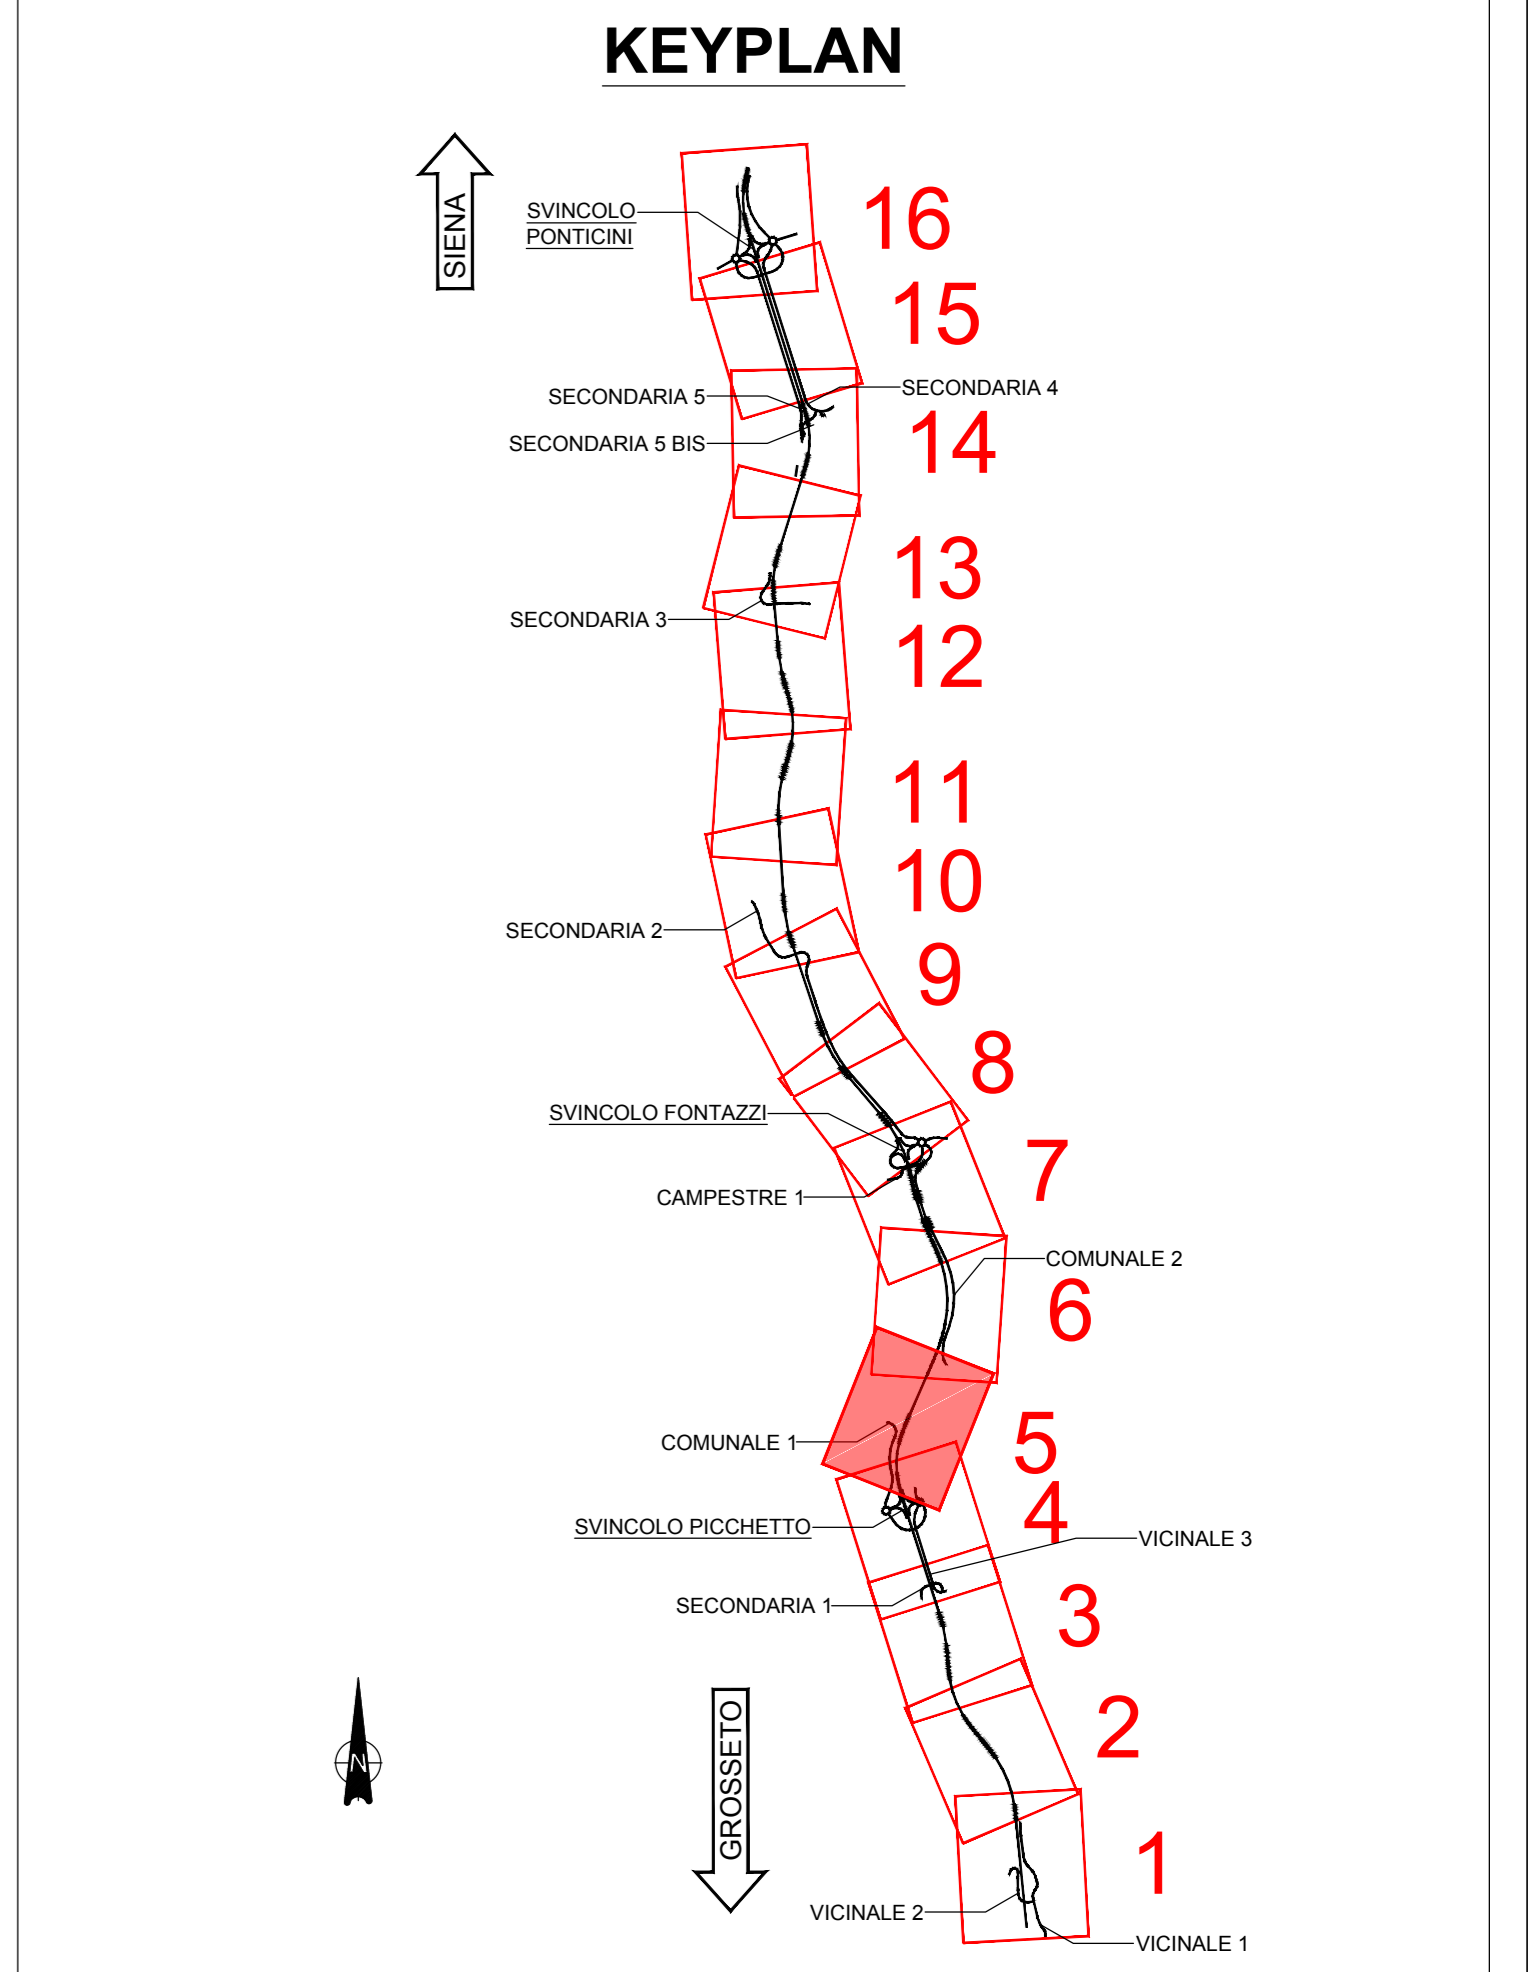 KEYPLAN
SIENA
SVINCOLO
PONTICINI
16
15
SECONDARIA 5
SECONDARIA 4
14
SECONDARIA 5 BIS
13
SECONDARIA 3
12
11
10
SECONDARIA 2
9
8
SVINCOLO FONTAZZI
7
CAMPESTRE 1
COMUNALE 2
6
COMUNALE 1
5
4
SVINCOLO PICCHETTO
VICINALE 3
SECONDARIA 1
3
2
GROSSETO
N
1
VICINALE 2
VICINALE 1